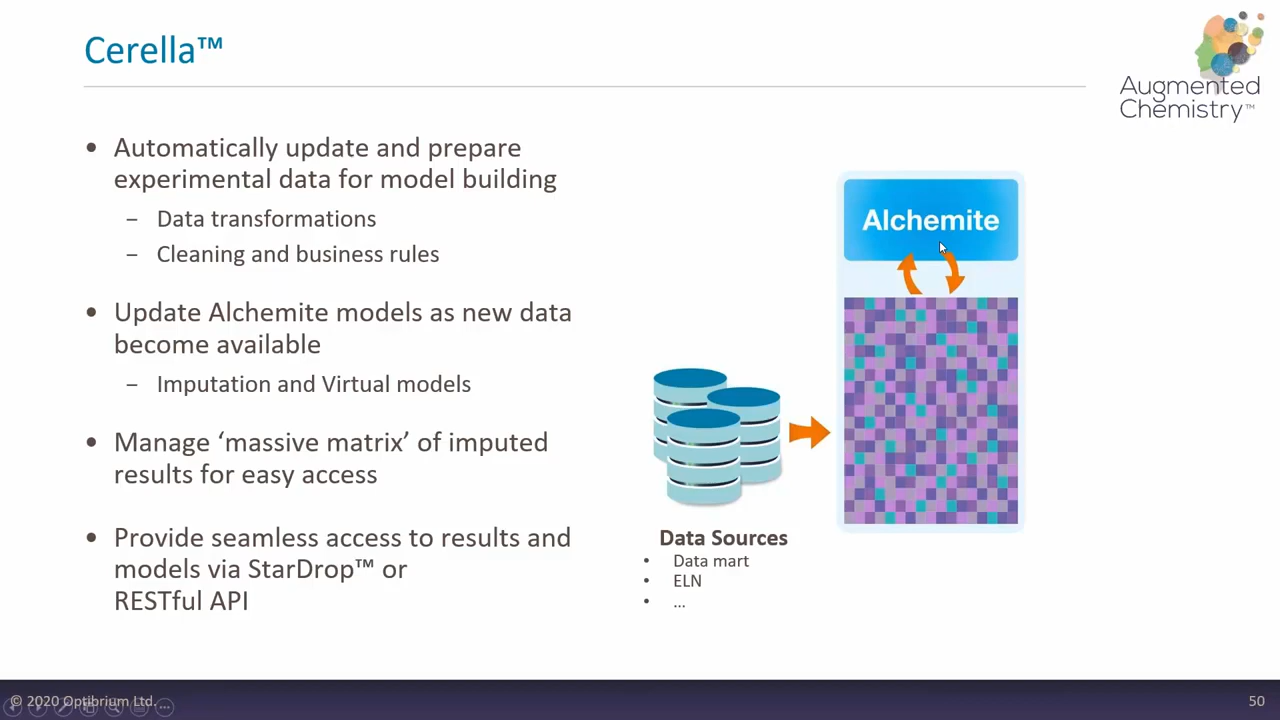 Cerella™
Augmented
Chemistry™
• Automatically update and prepare
experimental data for model building
– Data transformations
– Cleaning and business rules
• Update Alchemite models as new data
become available
– Imputation and Virtual models
• Manage ‘massive matrix’ of imputed
results for easy access
• Provide seamless access to results and
models via StarDrop™ or
RESTful API
Alchemite
Data Sources
• Data mart
• ELN
• ...
© 2020 Optibrium Ltd.
50